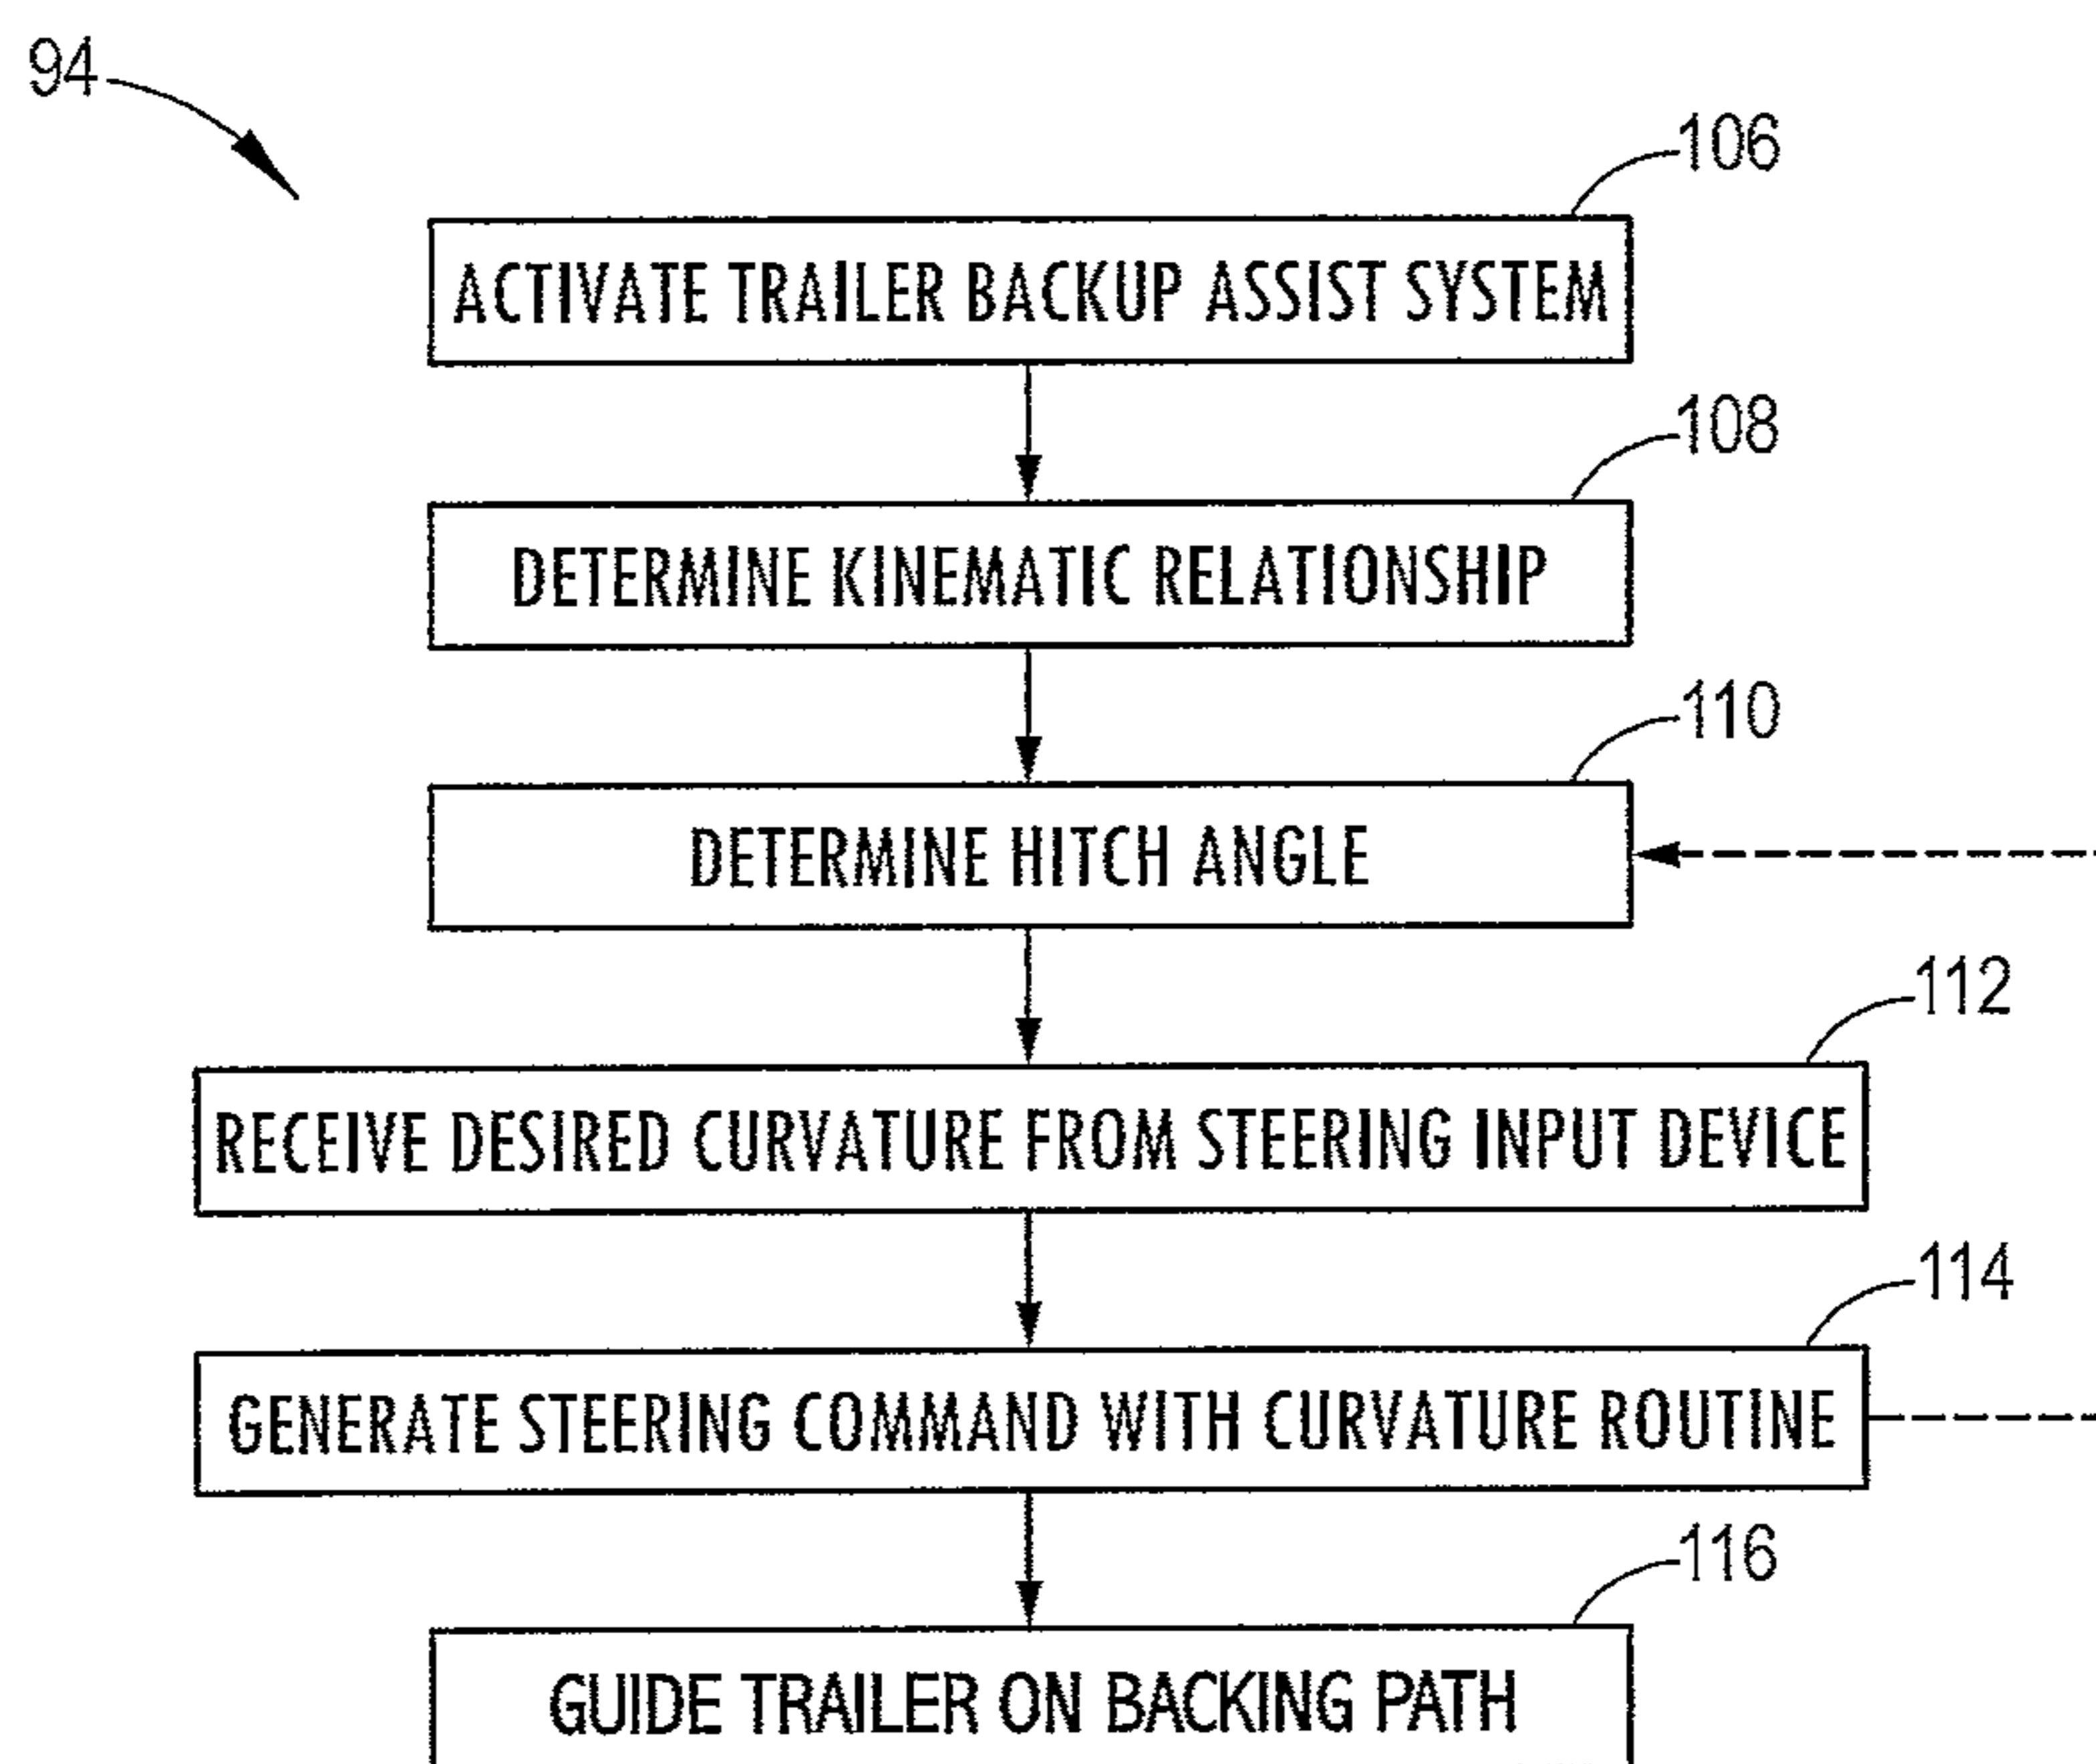 94
106
ACTIVATE TRAILER BACKUP ASSIST SYSTEM
108
DETERMINE KINEMATIC RELATIONSHIP
110
DETERMINE HITCH ANGLE
112
RECEIVE DESIRED CURVATURE FROM STEERING INPUT DEVICE
114
GENERATE STEERING COMMAND WITH CURVATURE ROUTINE
116
GUIDE TRAILER ON BACKING PATH